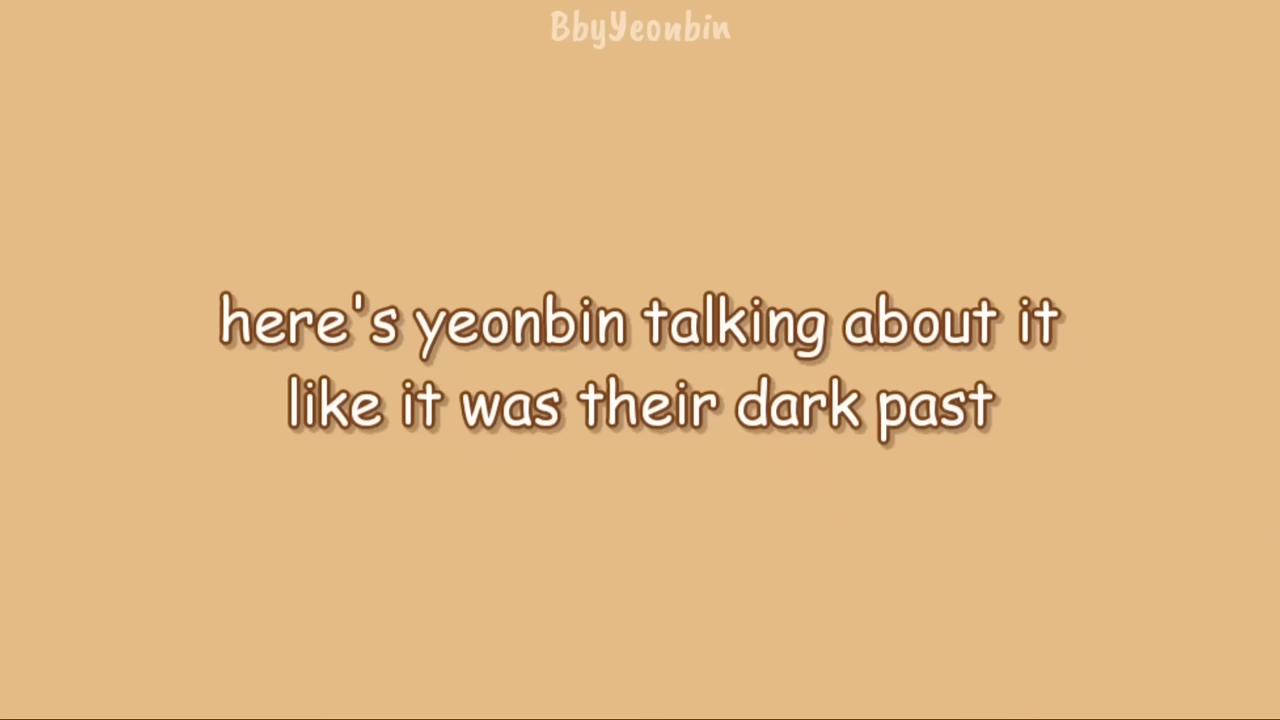 BbyYeonbin
here's yeonbin talking about it
like it was their dark past